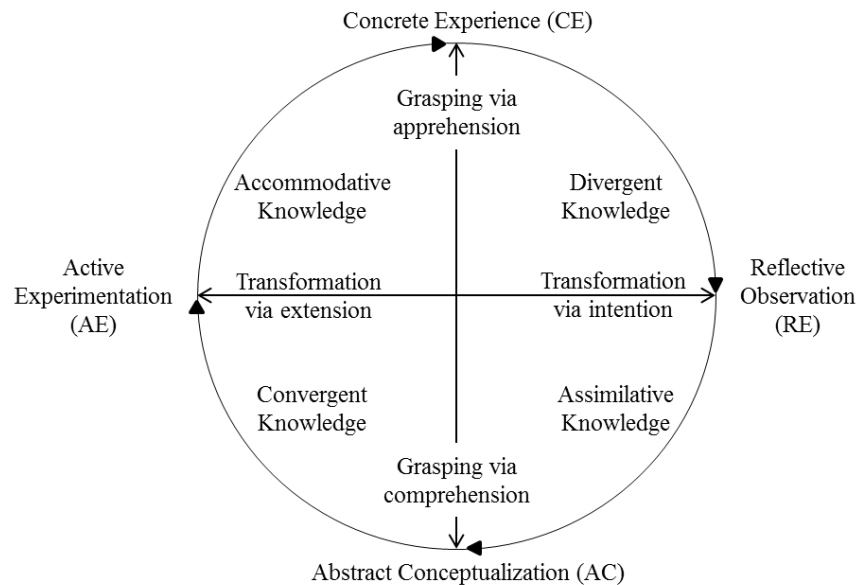 Concrete Experience (CE)
Grasping via
apprehension
Accommodative
Knowledge
Divergent
Knowledge
Active
Experimentation
(AE)
Transformation
via extension
Transformation
via intention
Reflective
Observation
(RE)
Convergent
Knowledge
Assimilative
Knowledge
Grasping via
comprehension
Abstract Conceptualization (AC)